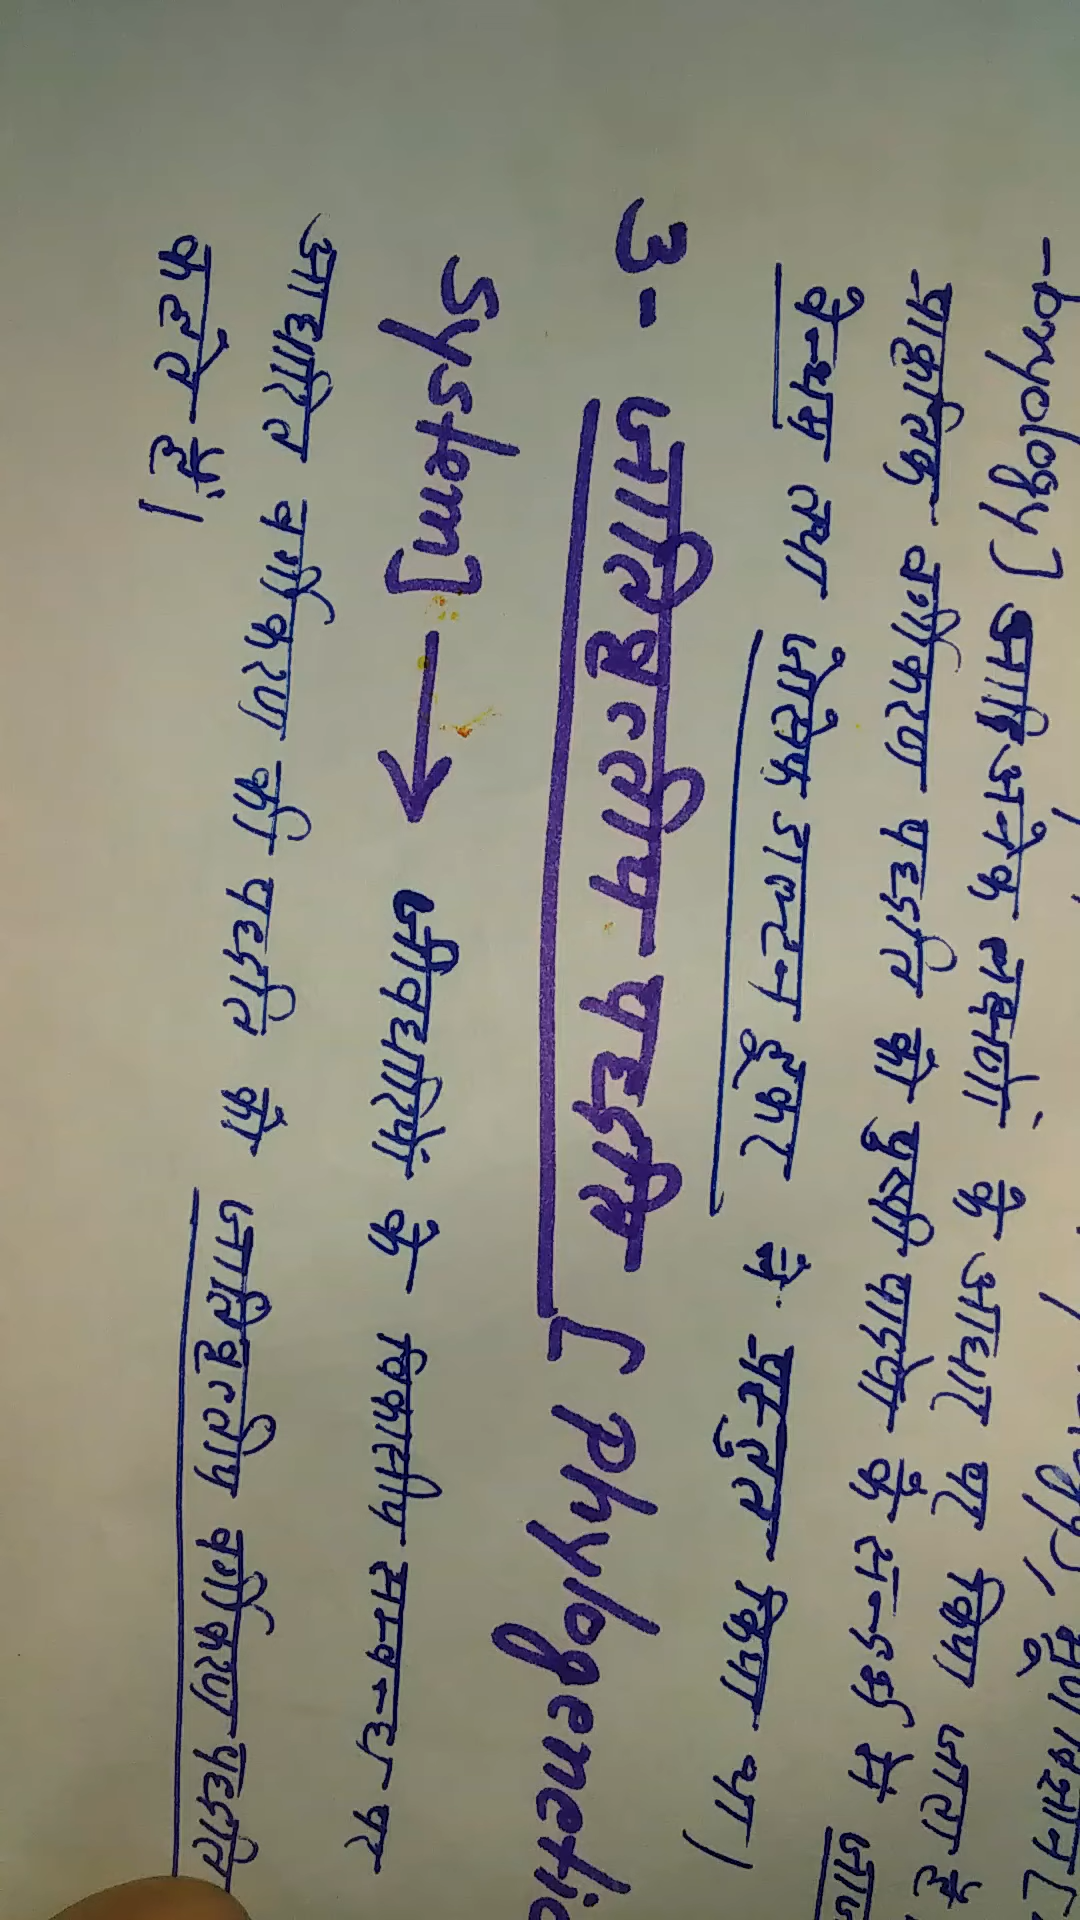 भ्रूण विज्ञान [
-bryology] आदि अनेक लक्षणों के आधार पर किया जाता है
प्राकृतिक वर्गीकरण पद्धति को पुष्पी पादपों के सन्दर्भ में
बेन्थम तथा जोसेफ डाल्टन हूकर ने प्रस्तुत किया था।
3- जातिवृत्तीय पद्धति [Phylogenetic
System] → जीवधारियों के विकासीय सम्बन्ध पर
आधारित वर्गीकरण की पद्धति को जातिवृत्तीय वर्गीकरण पद्धति
कहते हैं।